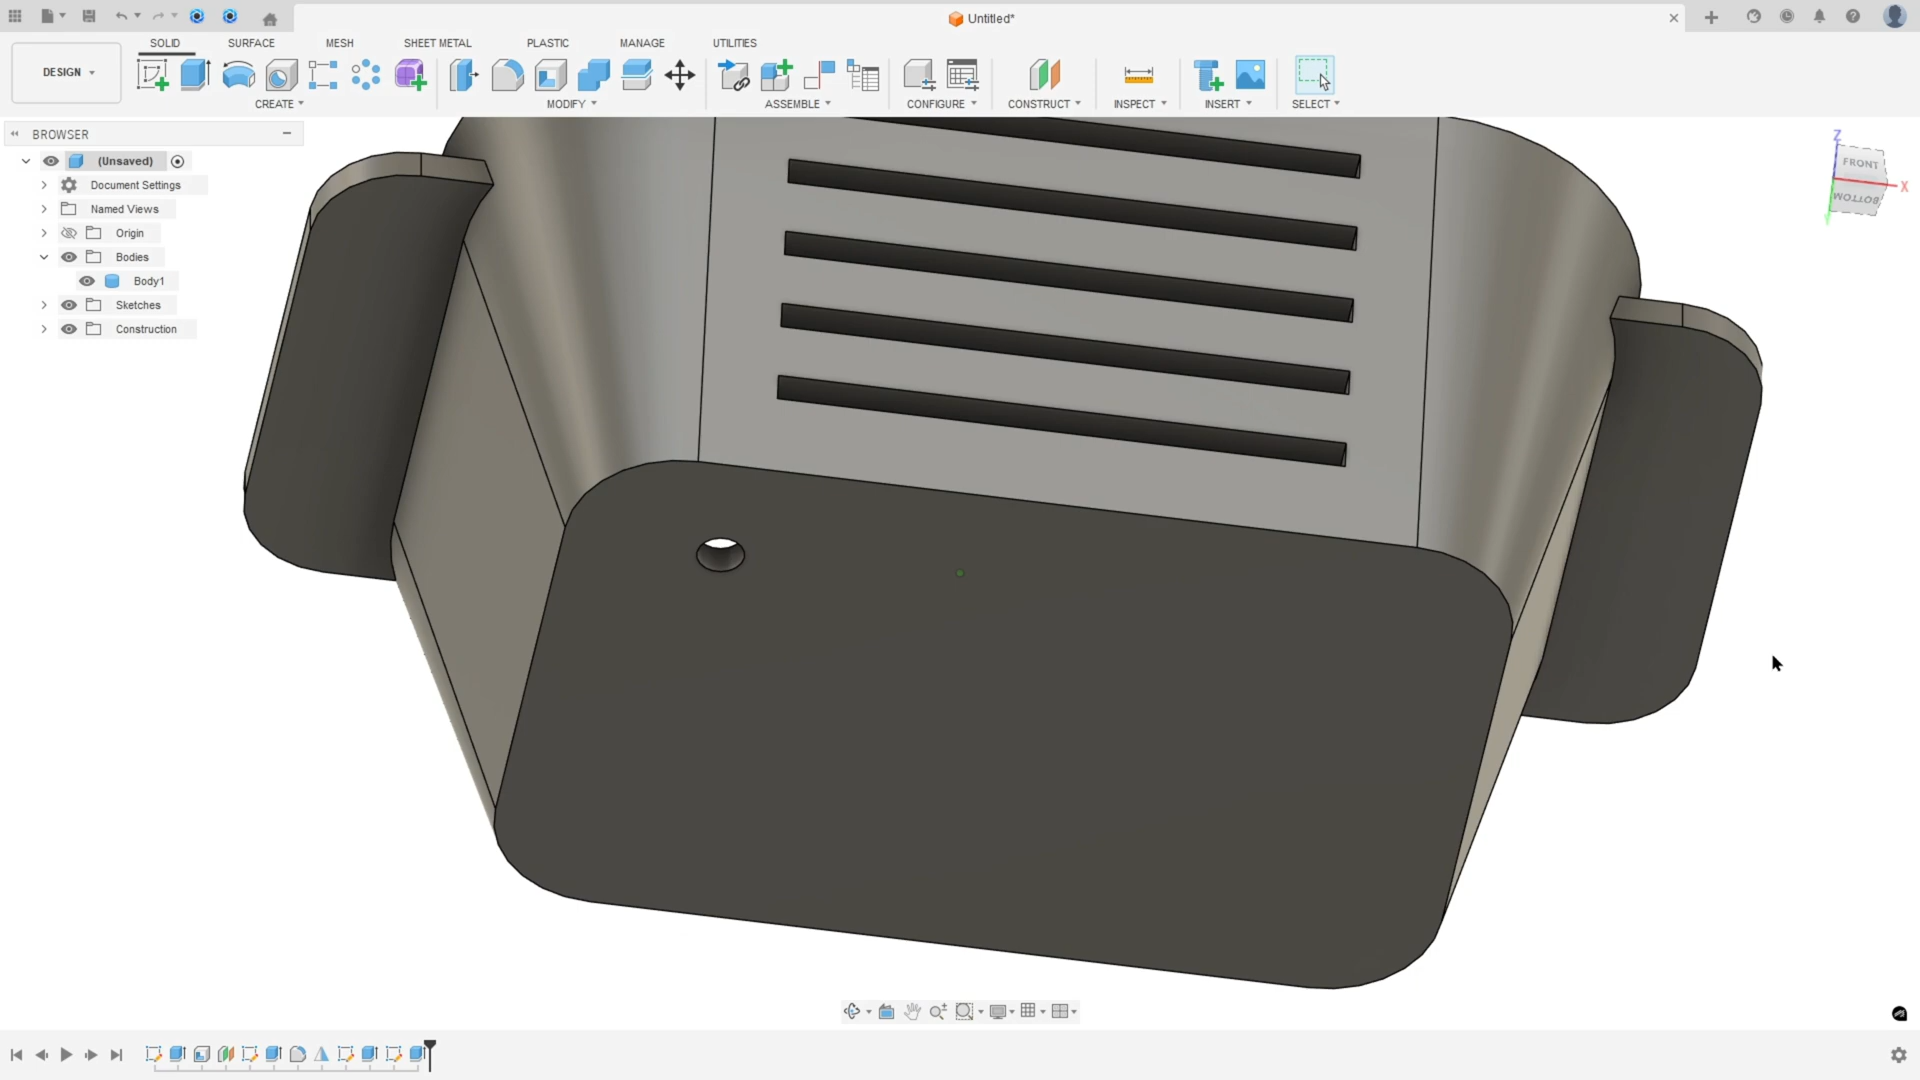 Untitled*
DESIGN
SOLID SURFACE MESH SHEET METAL PLASTIC MANAGE UTILITIES
CREATE MODIFY ASSEMBLE CONFIGURE CONSTRUCT INSPECT INSERT SELECT
BROWSER
(Unsaved)
Document Settings
Named Views
Origin
Bodies
Body1
Sketches
Construction
Z
FRONT
X
BOTTOM